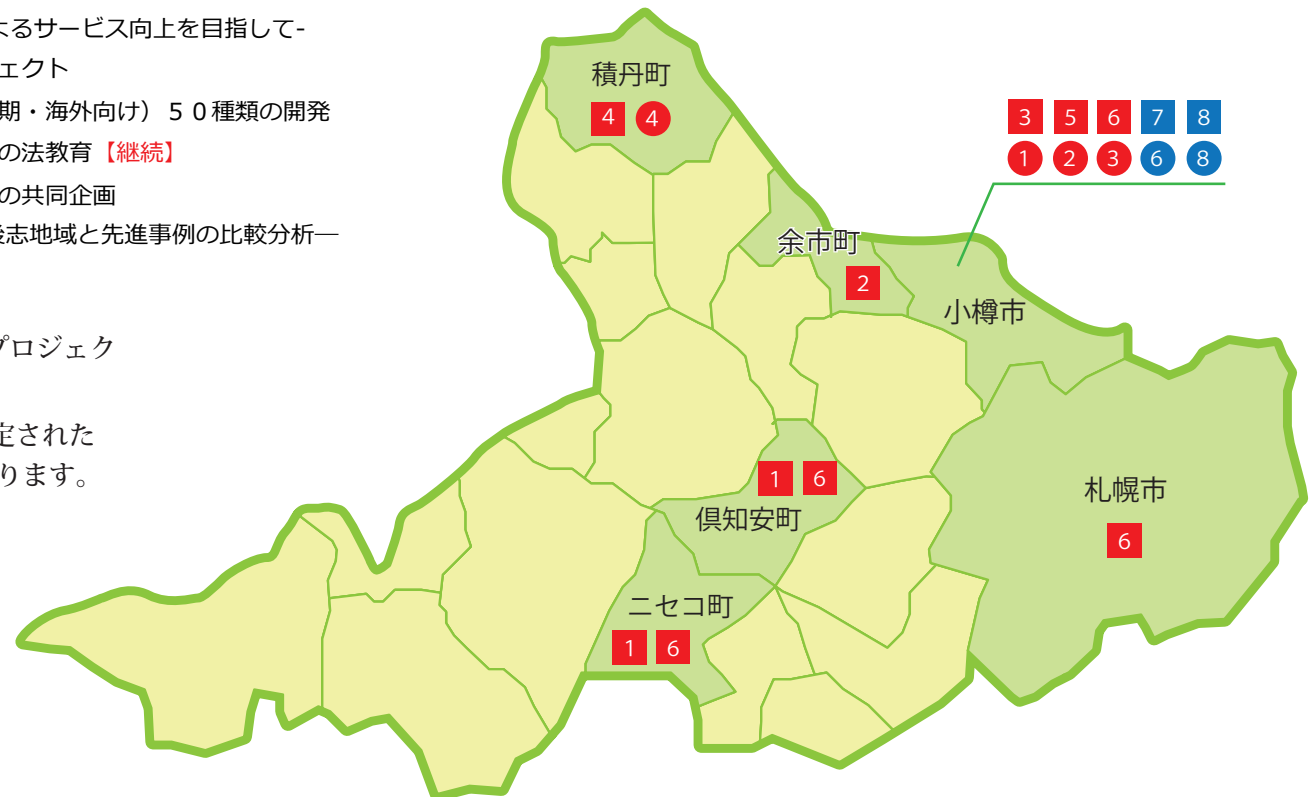 よるサービス向上を目指して-
ェクト
期・海外向け）５０種類の開発
の法教育【継続】
の共同企画
後志地域と先進事例の比較分析―
プロジェク
定された
ります。
積丹町
4 4
3 5 6 7 8
1 2 3 6 8
余市町
2
小樽市
1 6
倶知安町
札幌市
6
ニセコ町
1 6